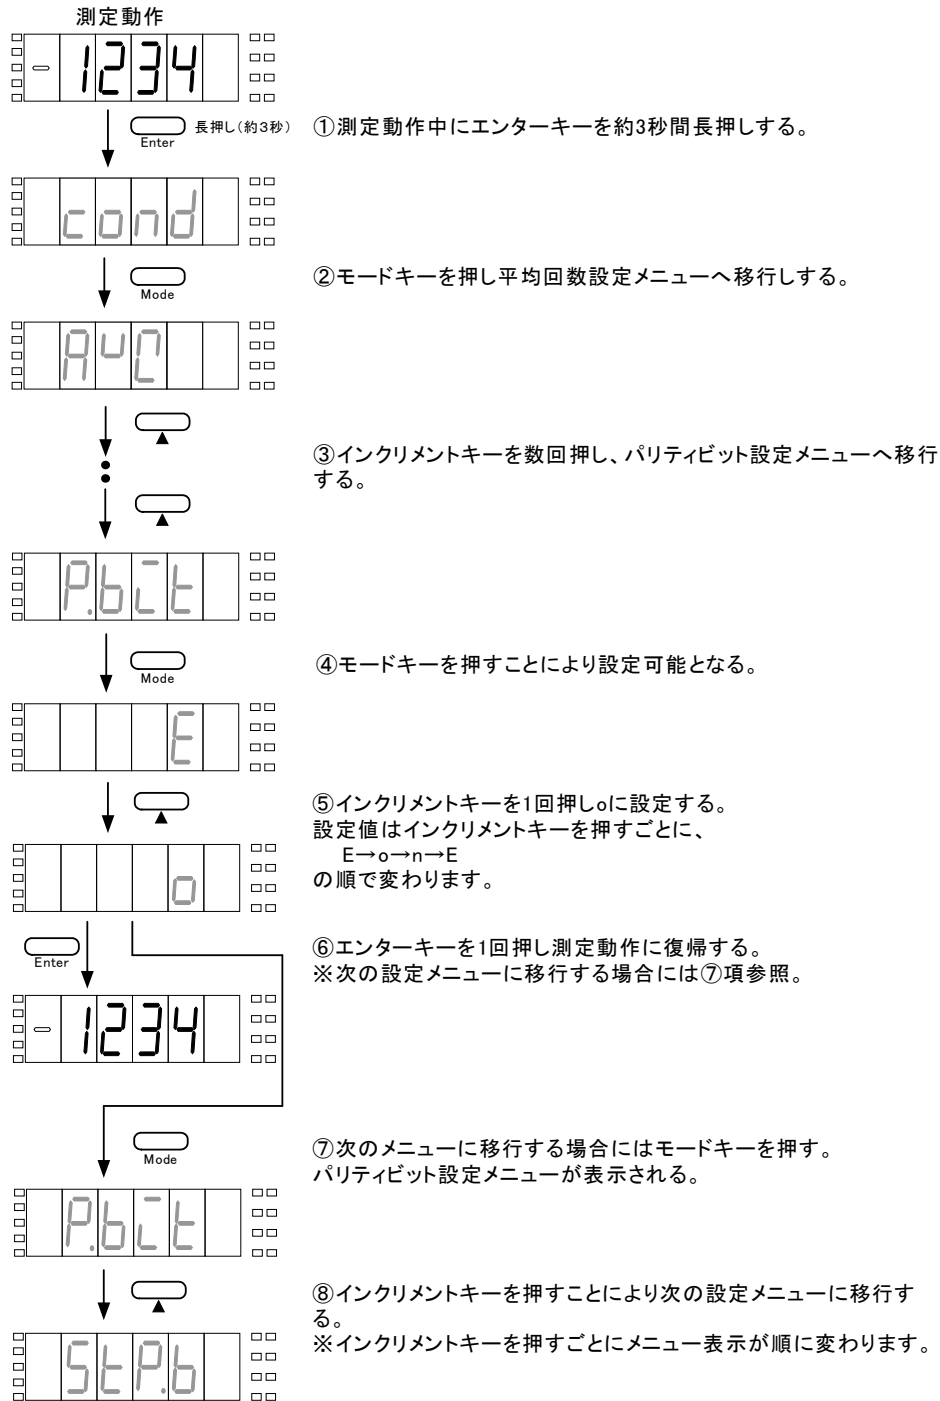 測定動作
- 1234
長押し(約3秒)
Enter
①測定動作中にエンターキーを約3秒間長押しする。
cond
Mode
②モードキーを押し平均回数設定メニューへ移行しする。
AvG
▲
③インクリメントキーを数回押し、パリティビット設定メニューへ移行
する。
▲
P.bit
Mode
④モードキーを押すことにより設定可能となる。
E
▲
⑤インクリメントキーを1回押しoに設定する。
設定値はインクリメントキーを押すごとに、
E→o→n→E
の順で変わります。
o
Enter
⑥エンターキーを1回押し測定動作に復帰する。
※次の設定メニューに移行する場合には⑦項参照。
- 1234
Mode
⑦次のメニューに移行する場合にはモードキーを押す。
パリティビット設定メニューが表示される。
P.bit
▲
⑧インクリメントキーを押すことにより次の設定メニューに移行す
る。
※インクリメントキーを押すごとにメニュー表示が順に変わります。
StP.b